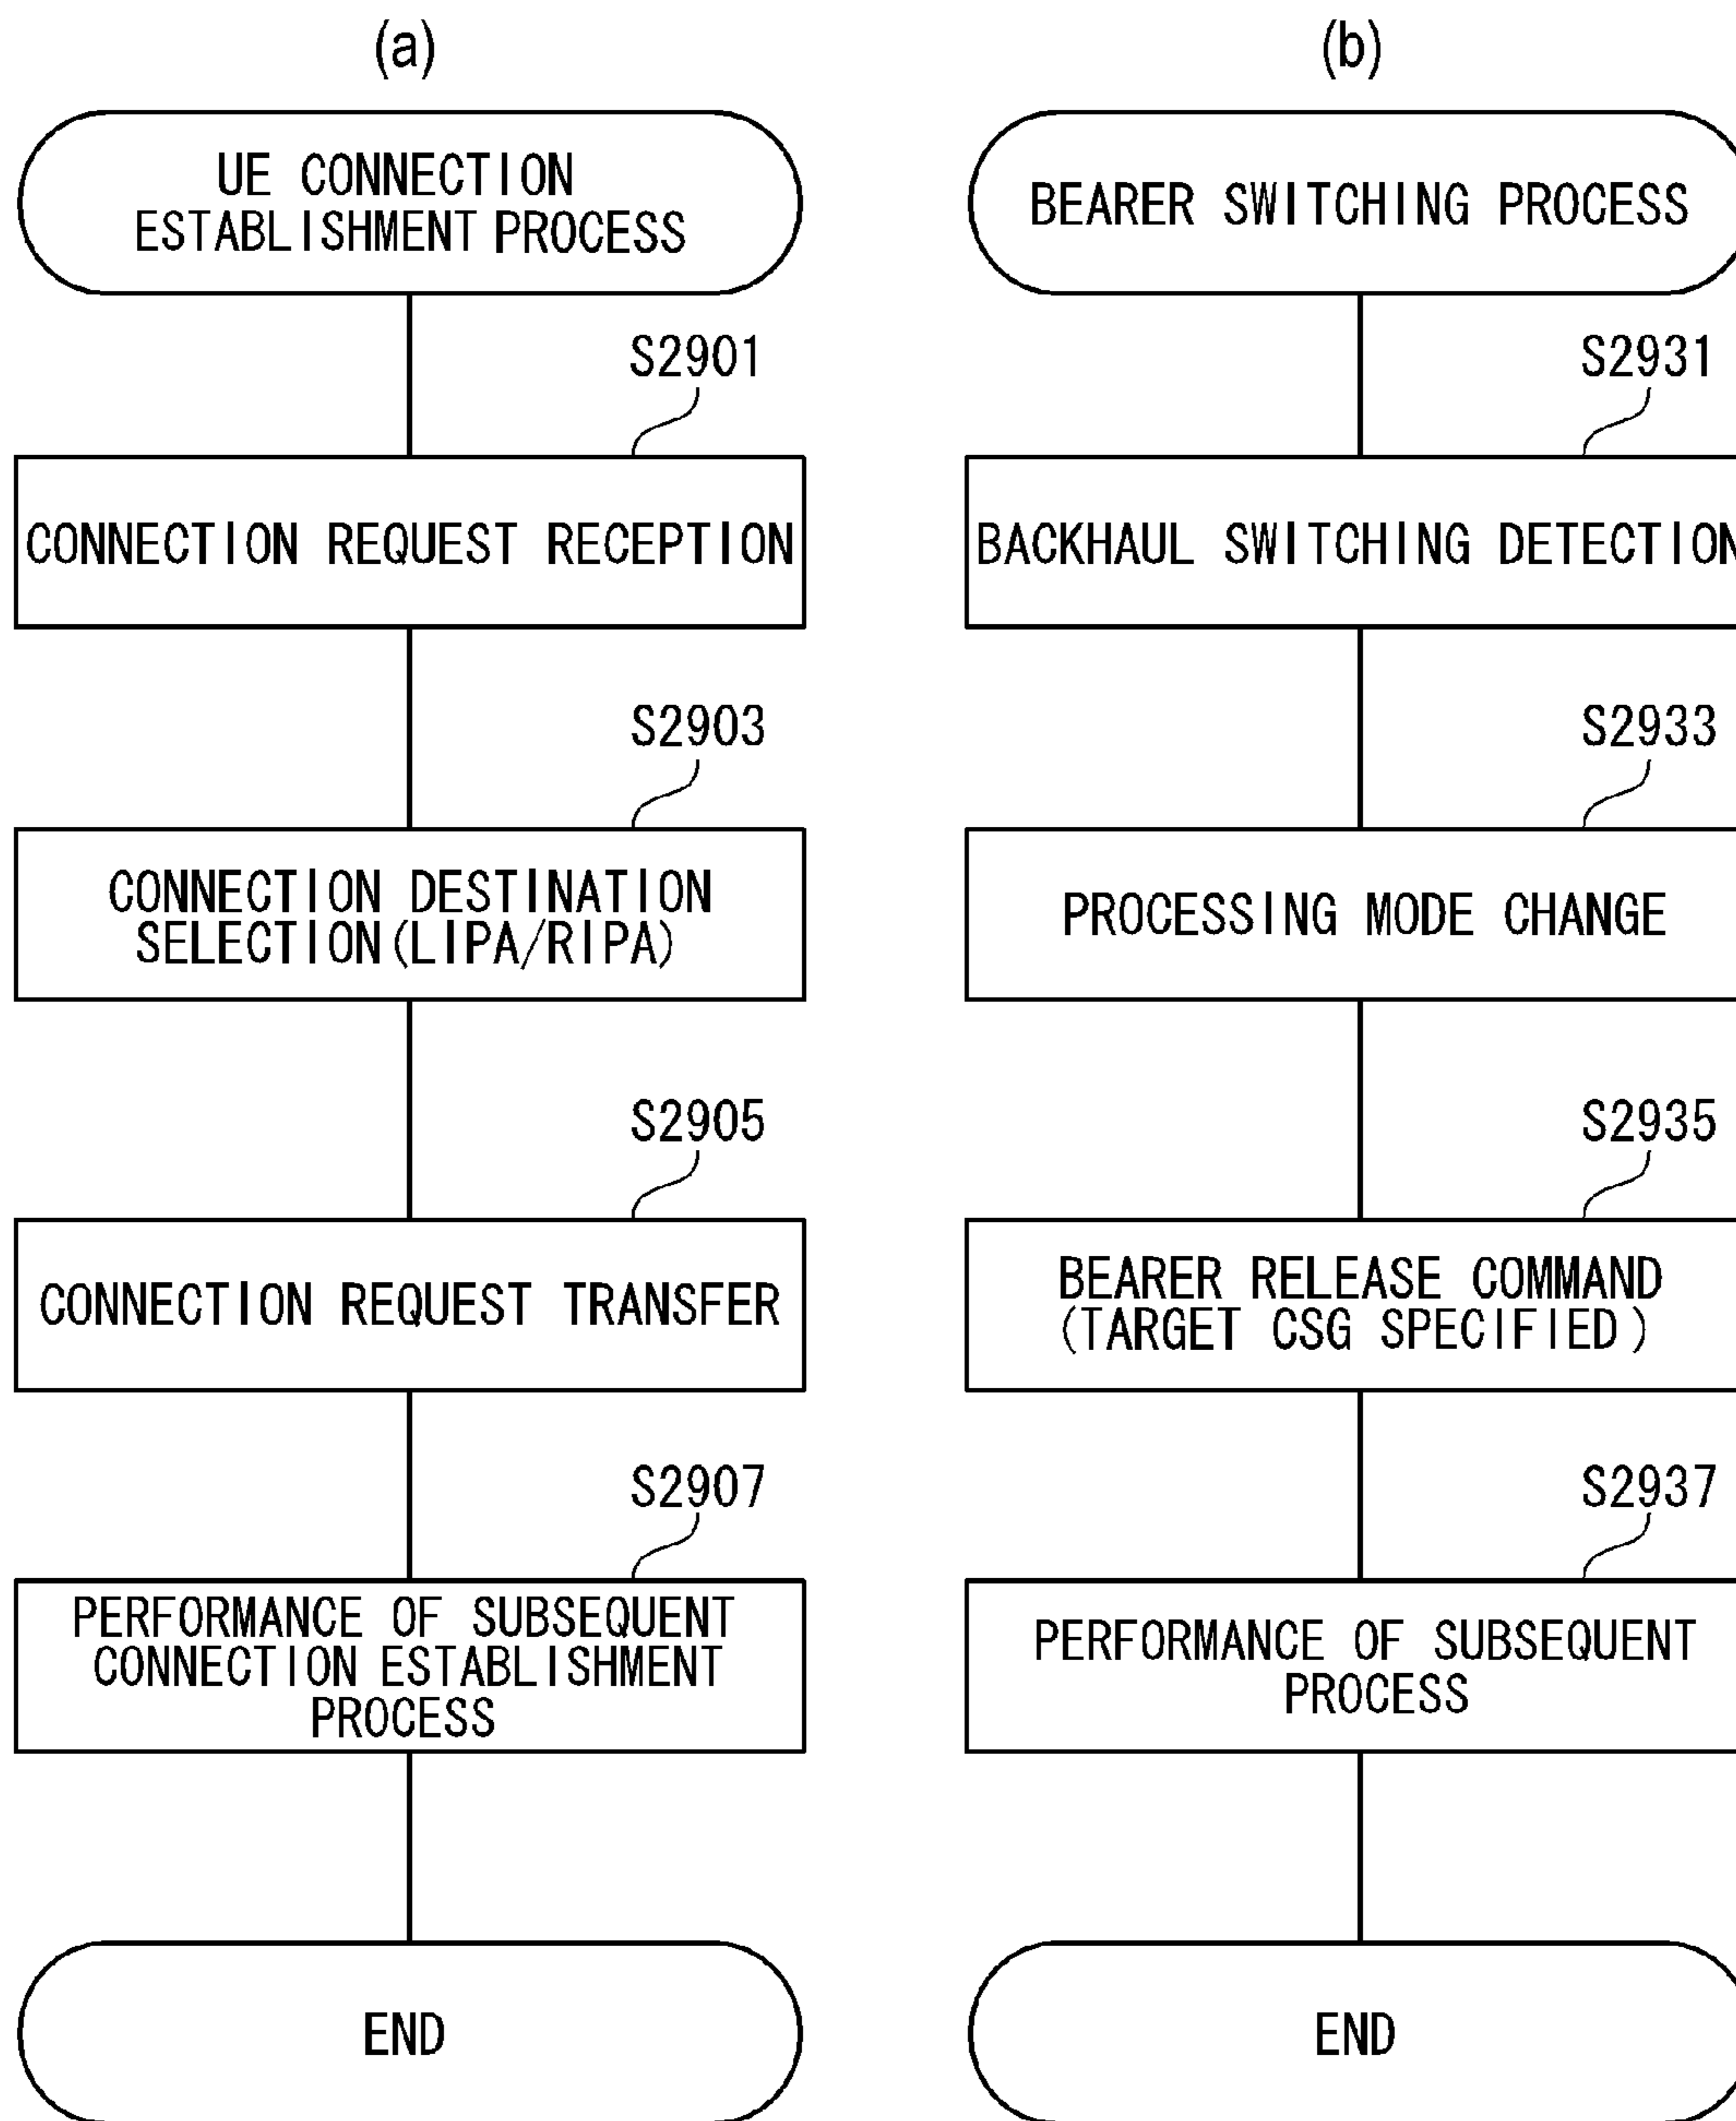 (a)
UE CONNECTION
ESTABLISHMENT PROCESS
S2901
CONNECTION REQUEST RECEPTION
S2903
CONNECTION DESTINATION
SELECTION(LIPA/RIPA)
S2905
CONNECTION REQUEST TRANSFER
S2907
PERFORMANCE OF SUBSEQUENT
CONNECTION ESTABLISHMENT
PROCESS
END
(b)
BEARER SWITCHING PROCESS
S2931
BACKHAUL SWITCHING DETECTION
S2933
PROCESSING MODE CHANGE
S2935
BEARER RELEASE COMMAND
(TARGET CSG SPECIFIED)
S2937
PERFORMANCE OF SUBSEQUENT
PROCESS
END